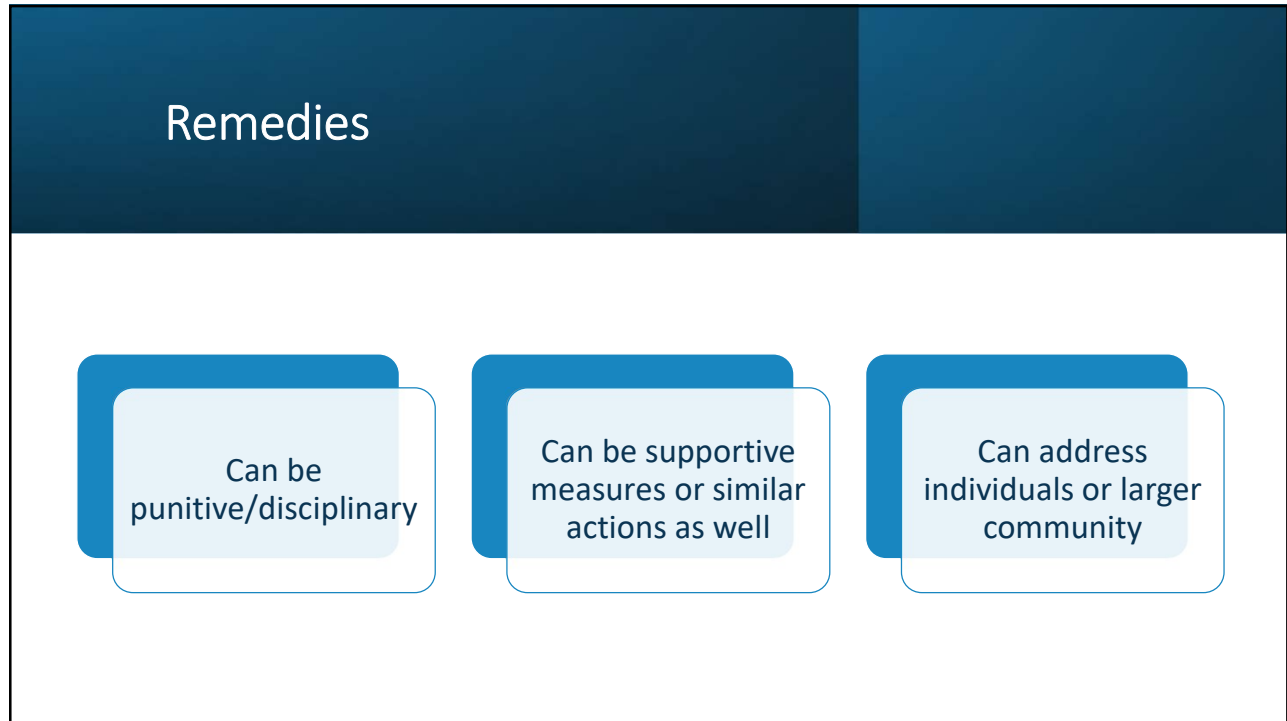 Remedies
Can be
punitive/disciplinary
Can be supportive
measures or similar
actions as well
Can address
individuals or larger
community